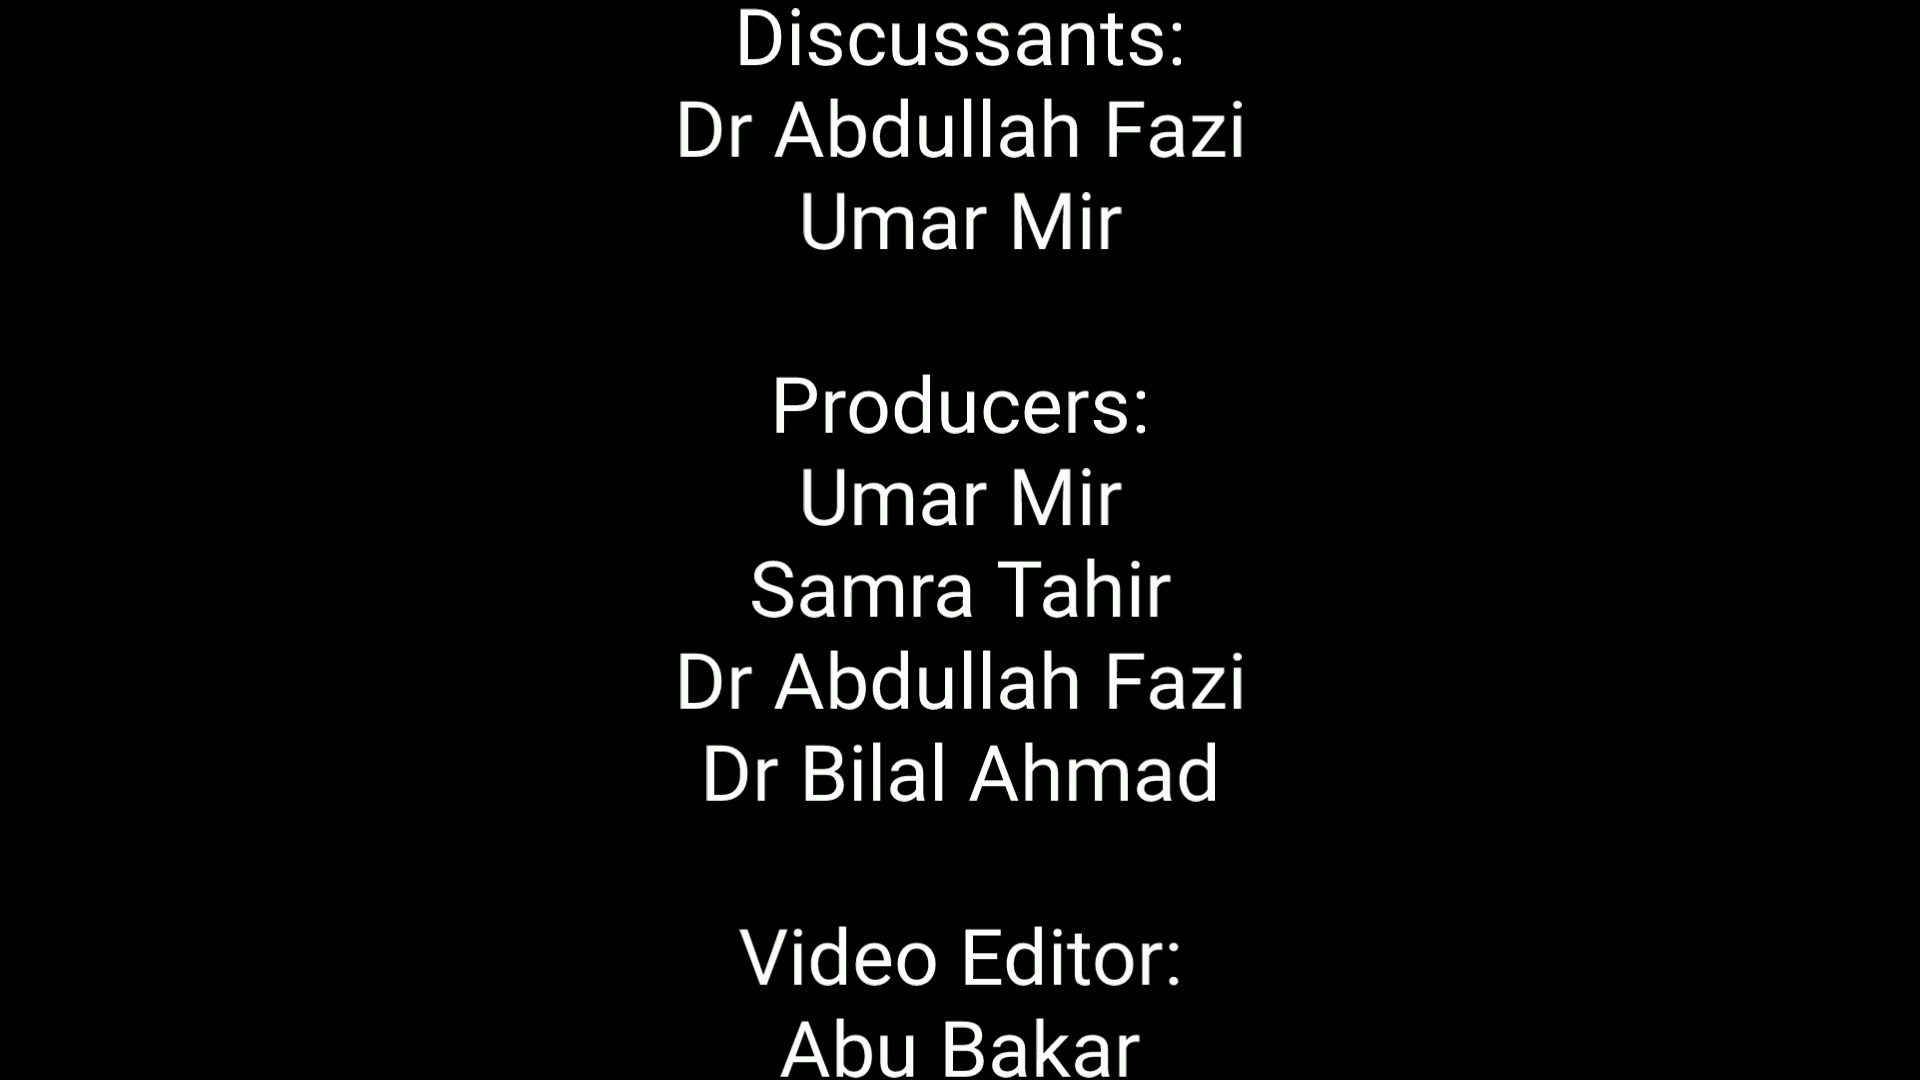 Discussants:
Dr Abdullah Fazi
Umar Mir
Producers:
Umar Mir
Samra Tahir
Dr Abdullah Fazi
Dr Bilal Ahmad
Video Editor:
Abu Bakar